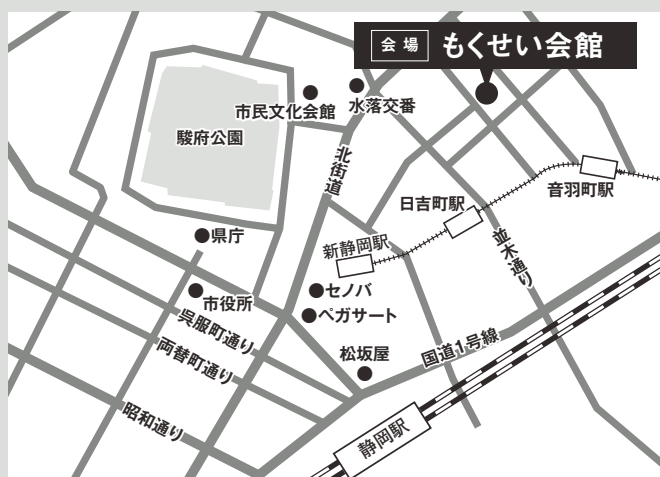 会場 もくせい会館
市民文化会館
水落交番
駿府公園
北街道
音羽町駅
日吉町駅
県庁
新静岡駅
並木通り
セノバ
市役所
ペガサート
呉服町通り
松坂屋
国道1号線
両替町通り
昭和通り
静岡駅